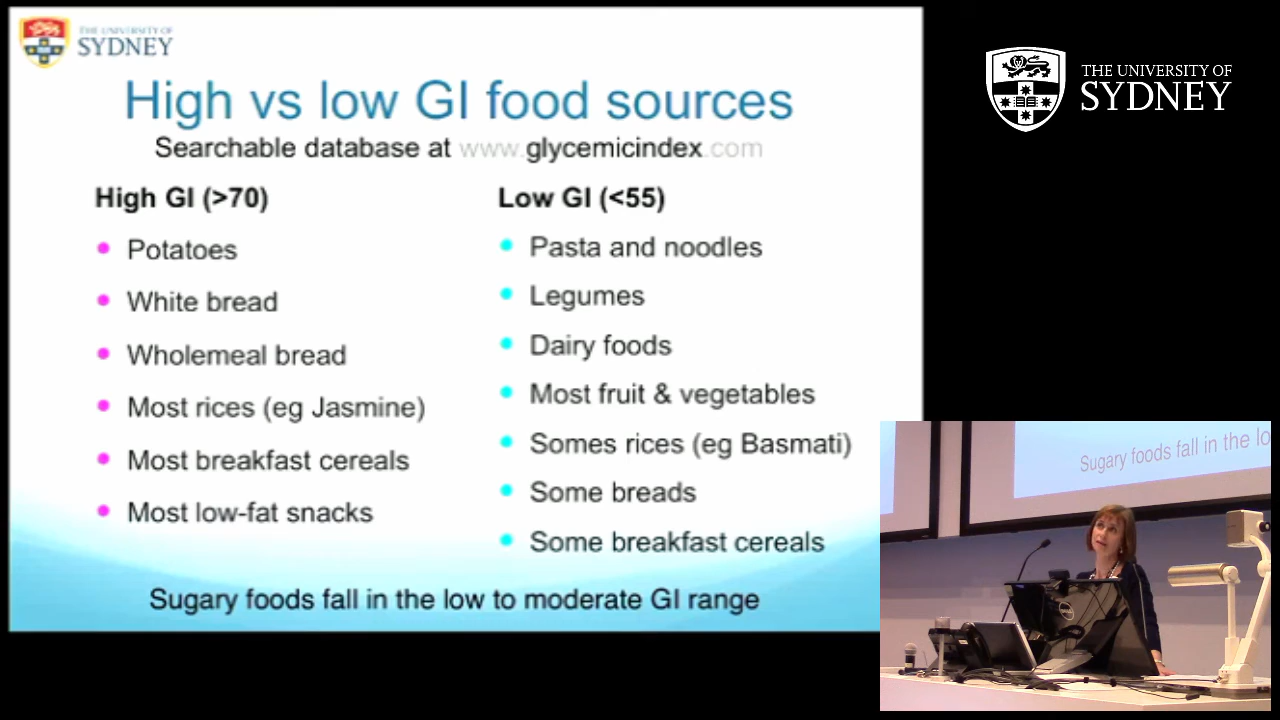 THE UNIVERSITY OF
SYDNEY
High vs low GI food sources
Searchable database at www.glycemicindex.com
High GI (>70)
Potatoes
White bread
Wholemeal bread
Most rices (eg Jasmine)
Most breakfast cereals
Most low-fat snacks
Low GI (<55)
Pasta and noodles
Legumes
Dairy foods
Most fruit & vegetables
Somes rices (eg Basmati)
Some breads
Some breakfast cereals
Sugary foods fall in the low to moderate GI range
THE UNIVERSITY OF
SYDNEY
Sugary foods fall in the lo
DELL